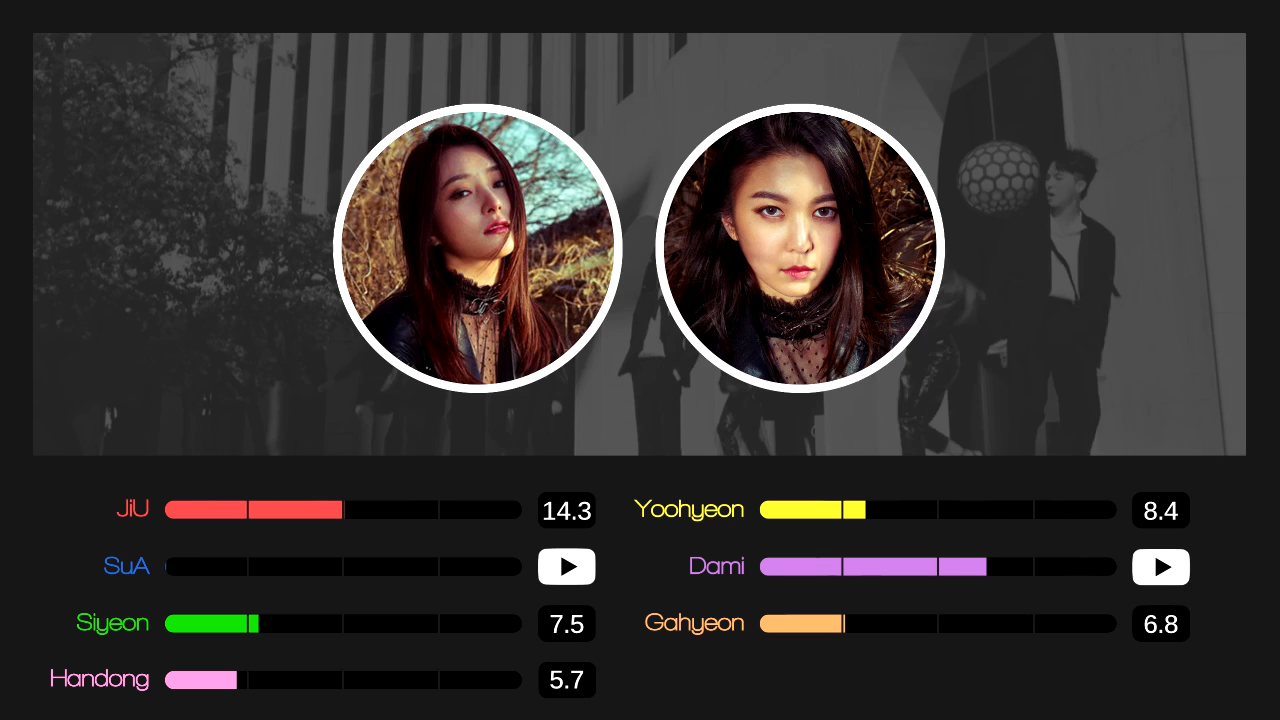 JiU 14.3
Yoohyeon 8.4
SuA
Dami
Siyeon 7.5
Gahyeon 6.8
Handong 5.7